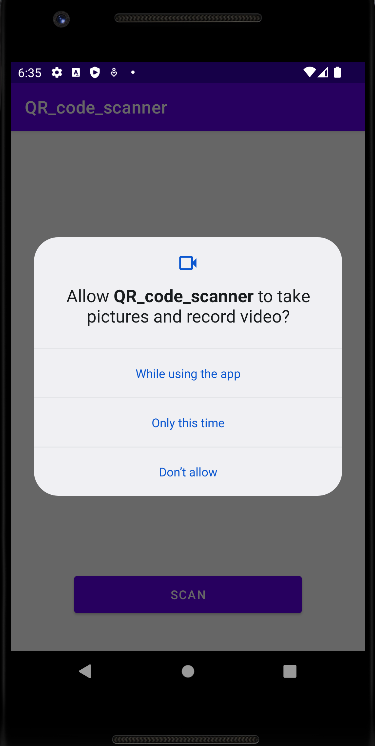 6:35
QR_code_scanner
Allow QR_code_scanner to take
pictures and record video?
While using the app
Only this time
Don't allow
SCAN